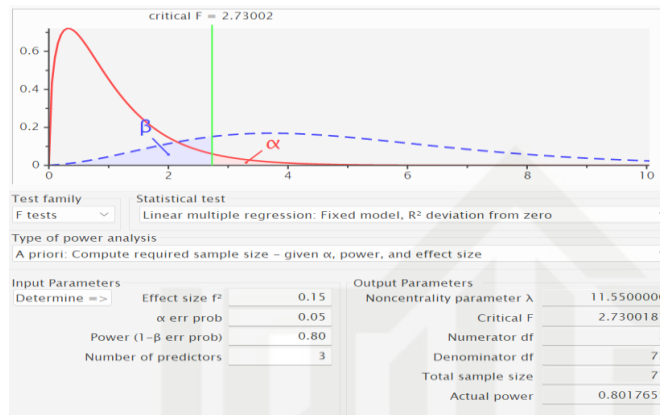 critical F = 2.73002
0.6
0.4
0.2
0
β
α
0 2 4 6 8 10
Test family
Statistical test
F tests
Linear multiple regression: Fixed model, R² deviation from zero
Type of power analysis
A priori: Compute required sample size – given α, power, and effect size
Input Parameters
Output Parameters
Determine => Effect size f² 0.15
Noncentrality parameter λ 11.5500000
α err prob 0.05
Critical F 2.7300187
Power (1-β err prob) 0.80
Numerator df
Number of predictors 3
Denominator df 7
Total sample size 7
Actual power 0.801765